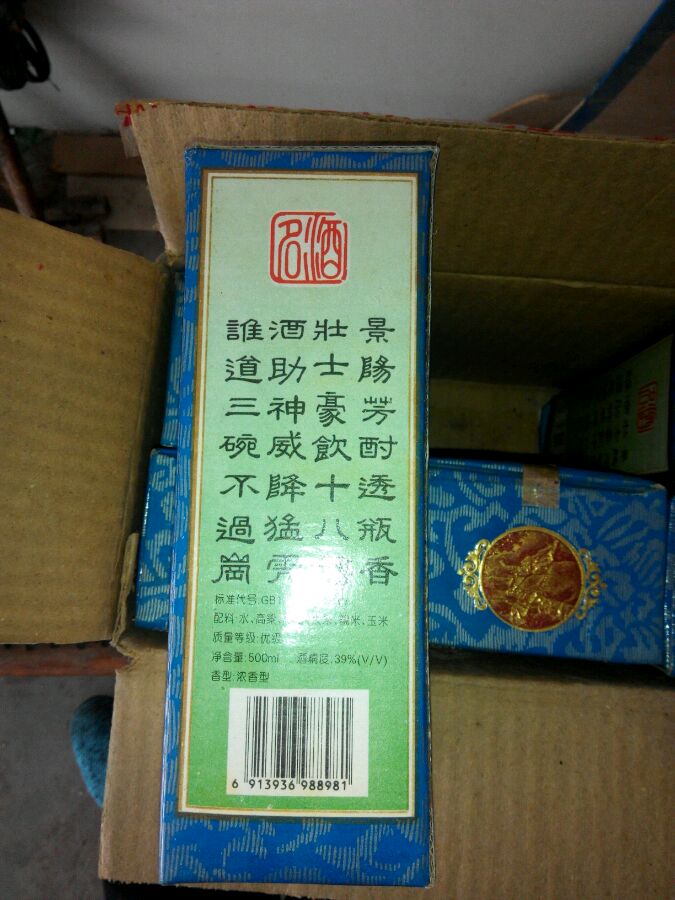 名酒
景陽芳酎透瓶香
壯士豪飲十八
酒助神威降猛
誰道三碗不過崗
标准代号:GB
配料:水、高粱、 糯米、玉米
质量等级:优级
净含量:500ml 酒精度:39%(V/V)
香型:浓香型
6 913936 988981